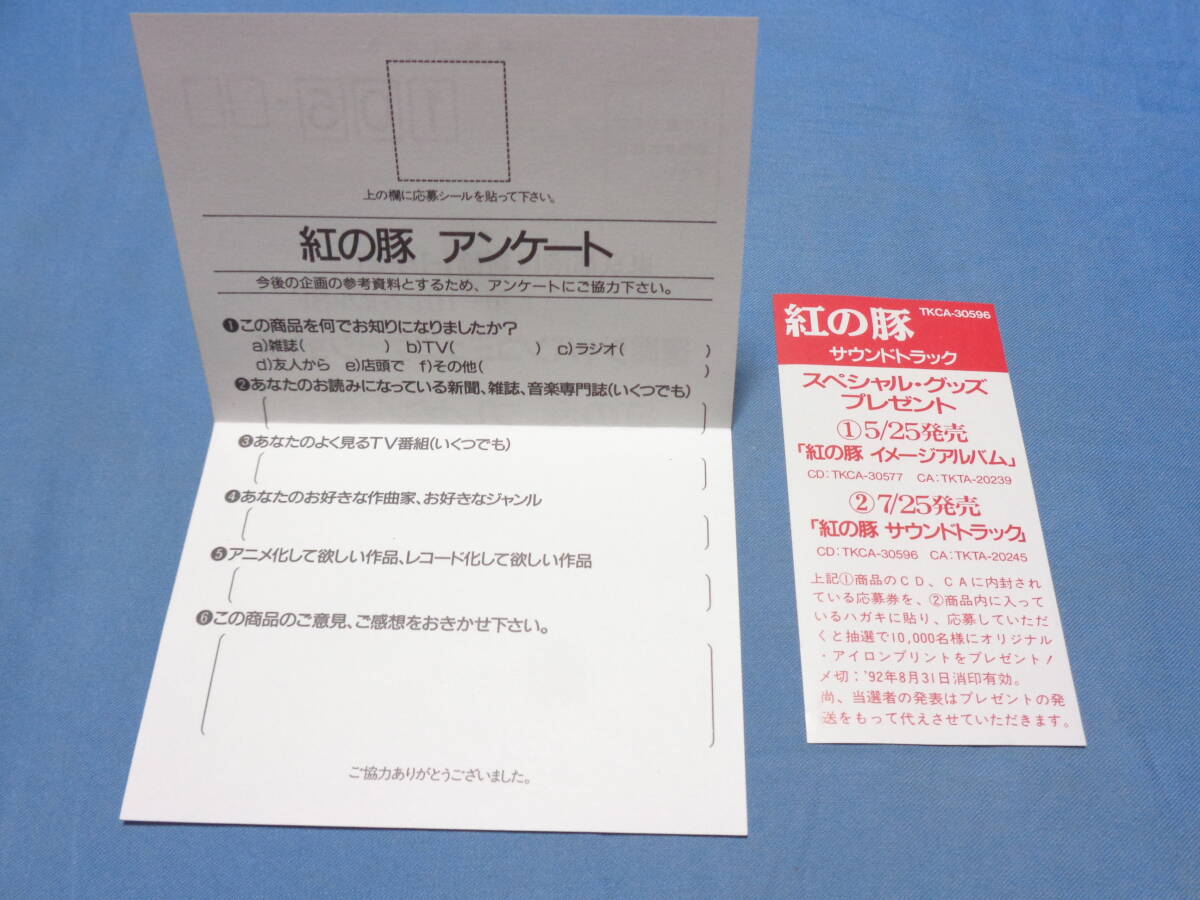 上の欄に応募シールを貼って下さい。
紅の豚 アンケート
今後の企画の参考資料とするため、アンケートにご協力下さい。
❶この商品を何でお知りになりましたか?
a)雑誌( ) b)TV( ) c)ラジオ( )
d)友人から e)店頭で f)その他( )
❷あなたのお読みになっている新聞、雑誌、音楽専門誌(いくつでも)
❸あなたのよく見るTV番組(いくつでも)
❹あなたのお好きな作曲家、お好きなジャンル
❺アニメ化して欲しい作品、レコード化して欲しい作品
❻この商品のご意見、ご感想をおきかせ下さい。
ご協力ありがとうございました。
紅の豚 TKCA-30596
サウンドトラック
スペシャル・グッズ
プレゼント
①5/25発売
「紅の豚 イメージアルバム」
CD:TKCA-30577 CA:TKTA-20239
②7/25発売
「紅の豚 サウンドトラック」
CD:TKCA-30596 CA:TKTA-20245
上記①商品のCD、CAに内封され
ている応募券を、②商品内に入って
いるハガキに貼り、応募していただ
くと抽選で10,000名様にオリジナル
・アイロンプリントをプレゼント!
〆切:'92年8月31日消印有効。
尚、当選者の発表はプレゼントの発
送をもって代えさせていただきます。